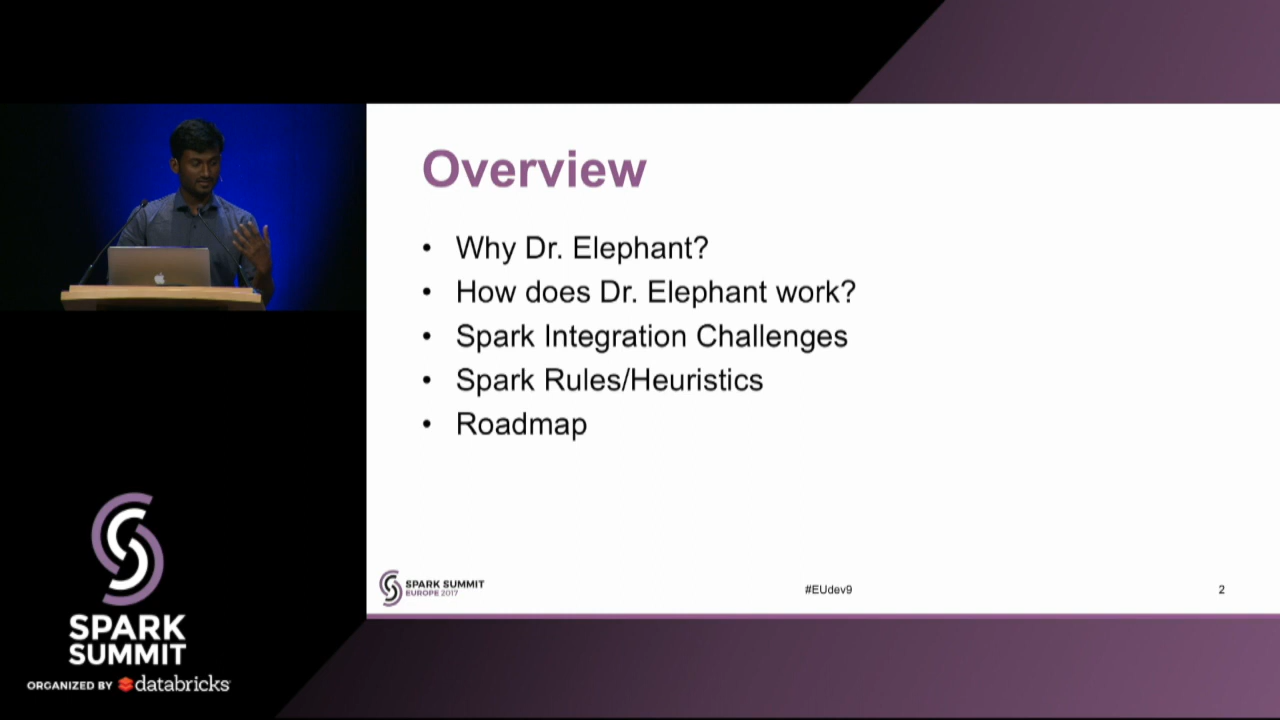 Overview
• Why Dr. Elephant?
• How does Dr. Elephant work?
• Spark Integration Challenges
• Spark Rules/Heuristics
• Roadmap
SPARK SUMMIT
EUROPE 2017
#EUdev9
2
SPARK
SUMMIT
ORGANIZED BY databricks